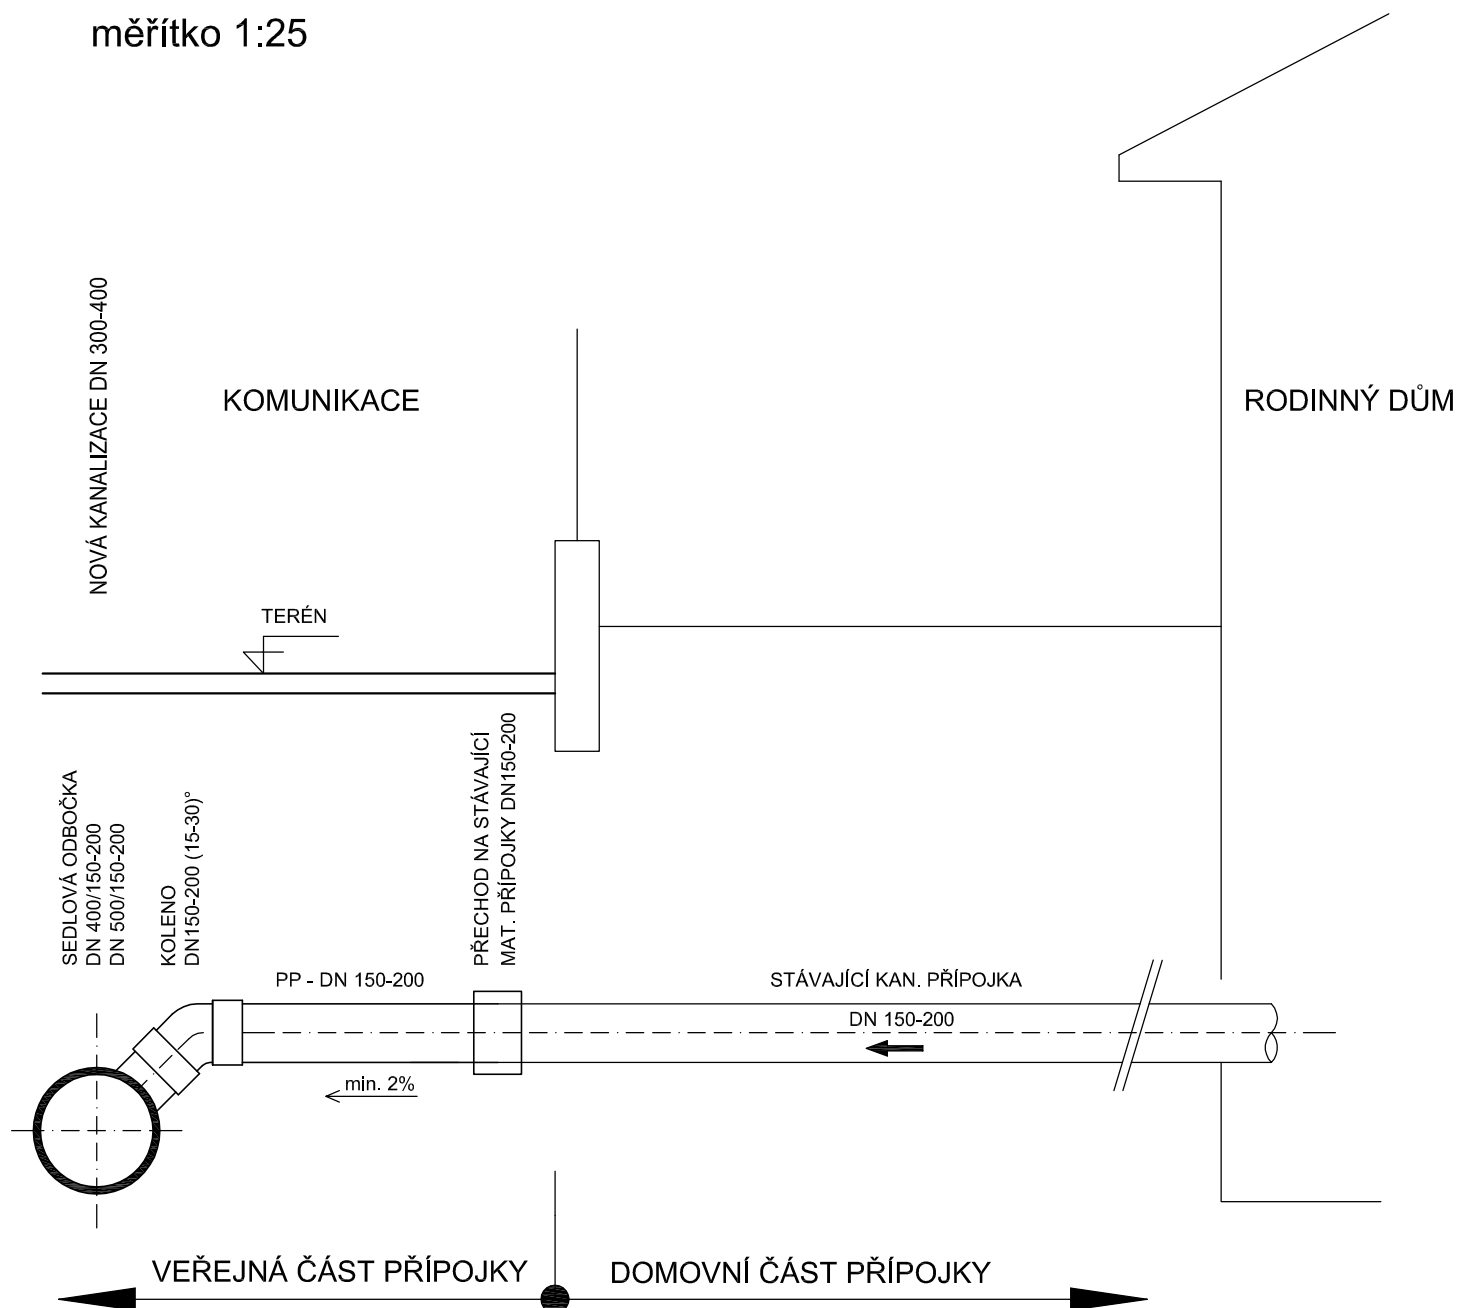 měřítko 1:25
NOVÁ KANALIZACE DN 300-400
KOMUNIKACE
RODINNÝ DŮM
TERÉN
SEDLOVÁ ODBOČKA
DN 400/150-200
DN 500/150-200
KOLENO
DN150-200 (15-30)°
PŘECHOD NA STÁVAJÍCÍ
MAT. PŘÍPOJKY DN150-200
PP - DN 150-200
STÁVAJÍCÍ KAN. PŘÍPOJKA
DN 150-200
min. 2%
VEŘEJNÁ ČÁST PŘÍPOJKY
DOMOVNÍ ČÁST PŘÍPOJKY